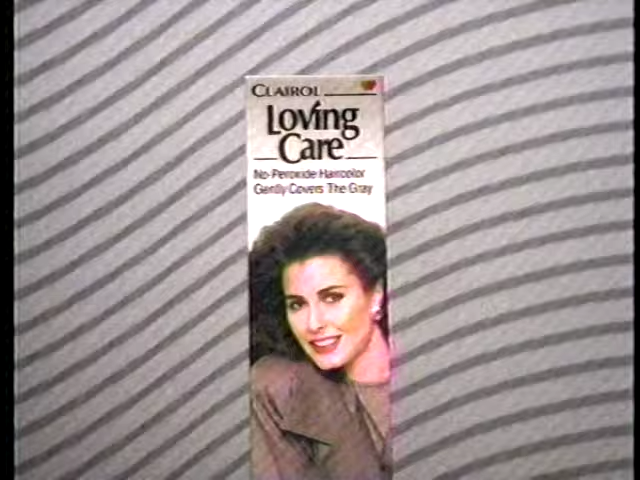 CLAIROL
Loving
Care
No-Peroxide Haircolor
Gently Covers The Gray